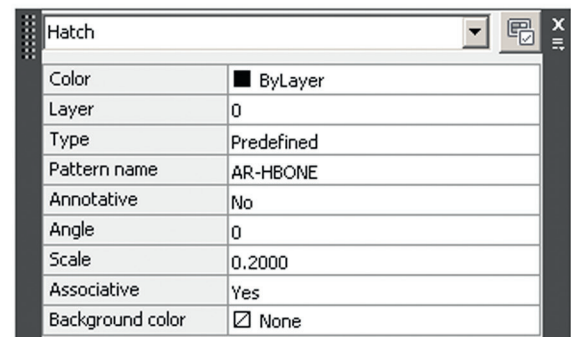 Hatch
Color ByLayer
Layer 0
Type Predefined
Pattern name AR-HBONE
Annotative No
Angle 0
Scale 0.2000
Associative Yes
Background color None